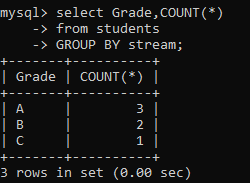 mysql> select Grade,COUNT(*)
    -> from students
    -> GROUP BY stream;
+-------+----------+
| Grade | COUNT(*) |
+-------+----------+
| A     |        3 |
| B     |        2 |
| C     |        1 |
+-------+----------+
3 rows in set (0.00 sec)